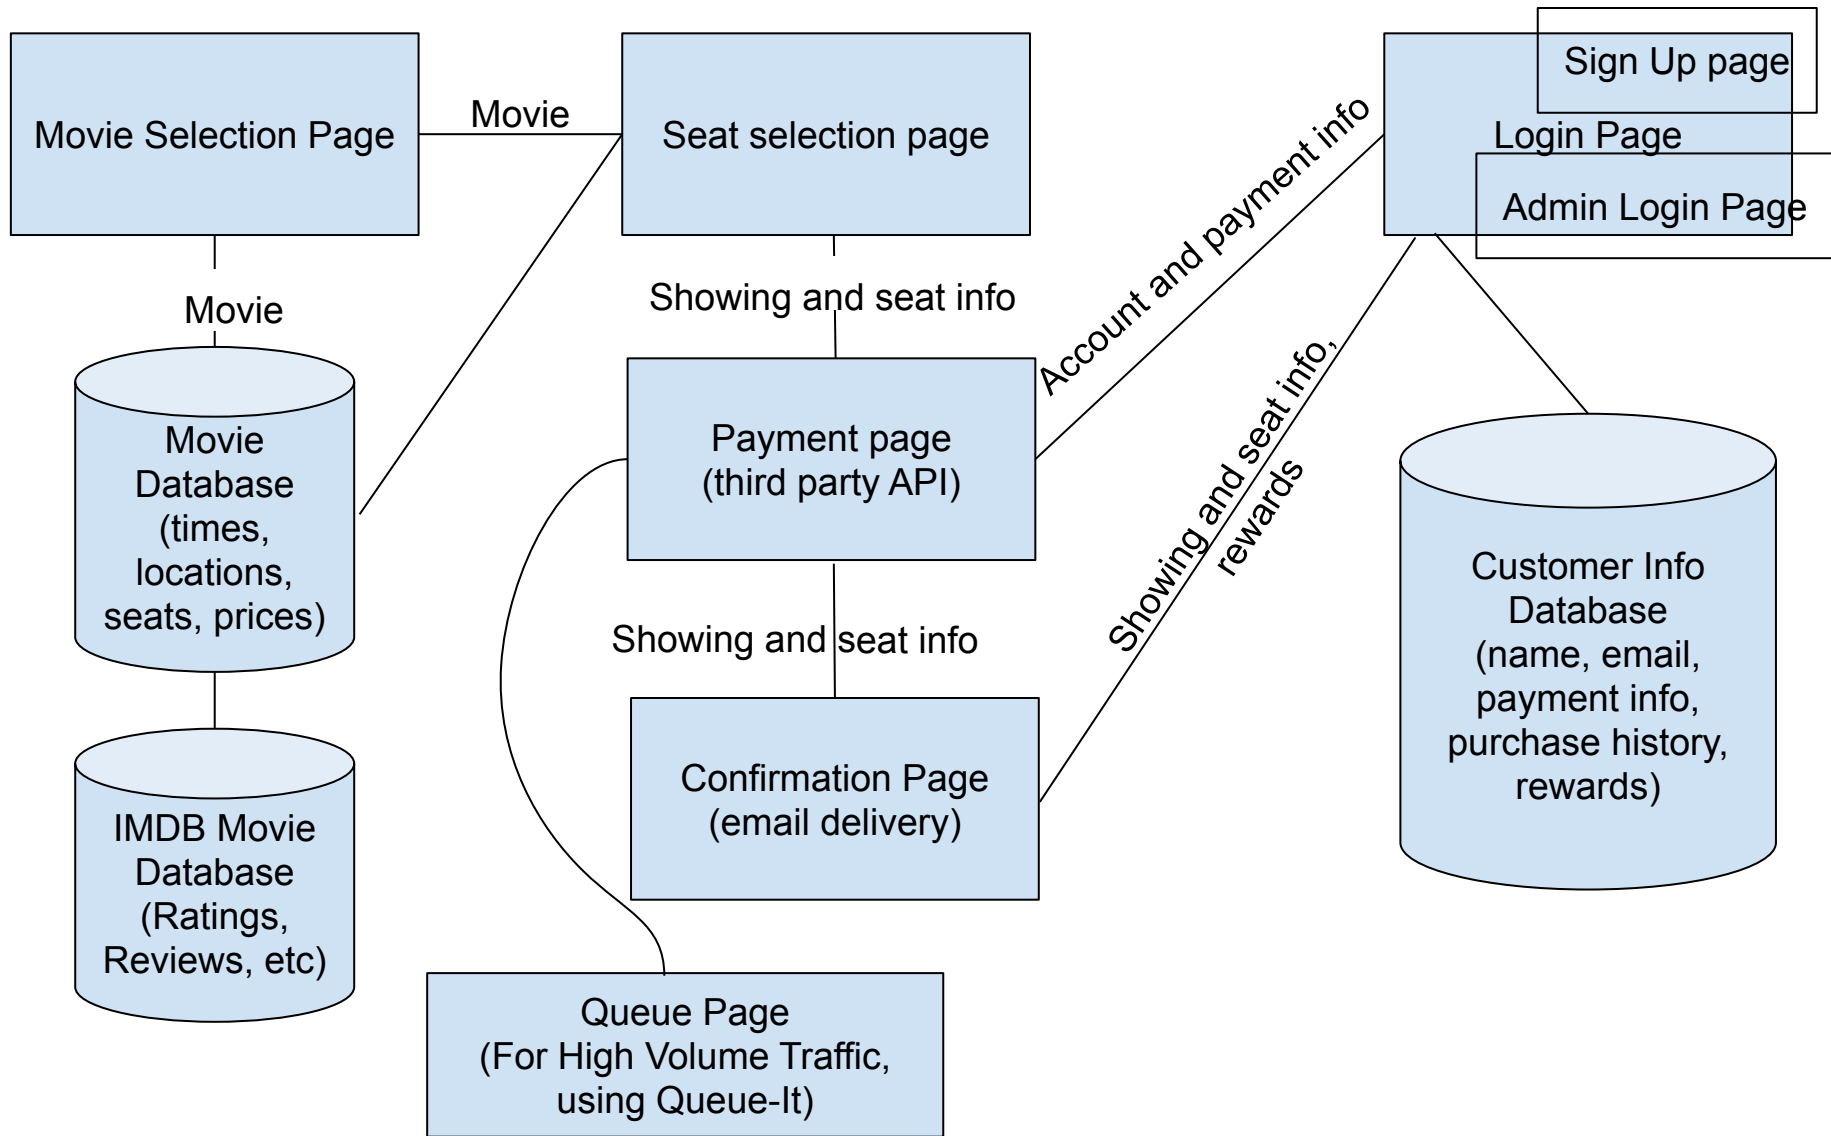 Movie Selection Page
Movie
Seat selection page
Sign Up page
Login Page
Admin Login Page
Movie
Showing and seat info
Account and payment info
Movie
Database
(times,
locations,
seats, prices)
Payment page
(third party API)
Showing and seat info,
rewards
Customer Info
Database
(name, email,
payment info,
purchase history,
rewards)
Showing and seat info
Confirmation Page
(email delivery)
IMDB Movie
Database
(Ratings,
Reviews, etc)
Queue Page
(For High Volume Traffic,
using Queue-It)